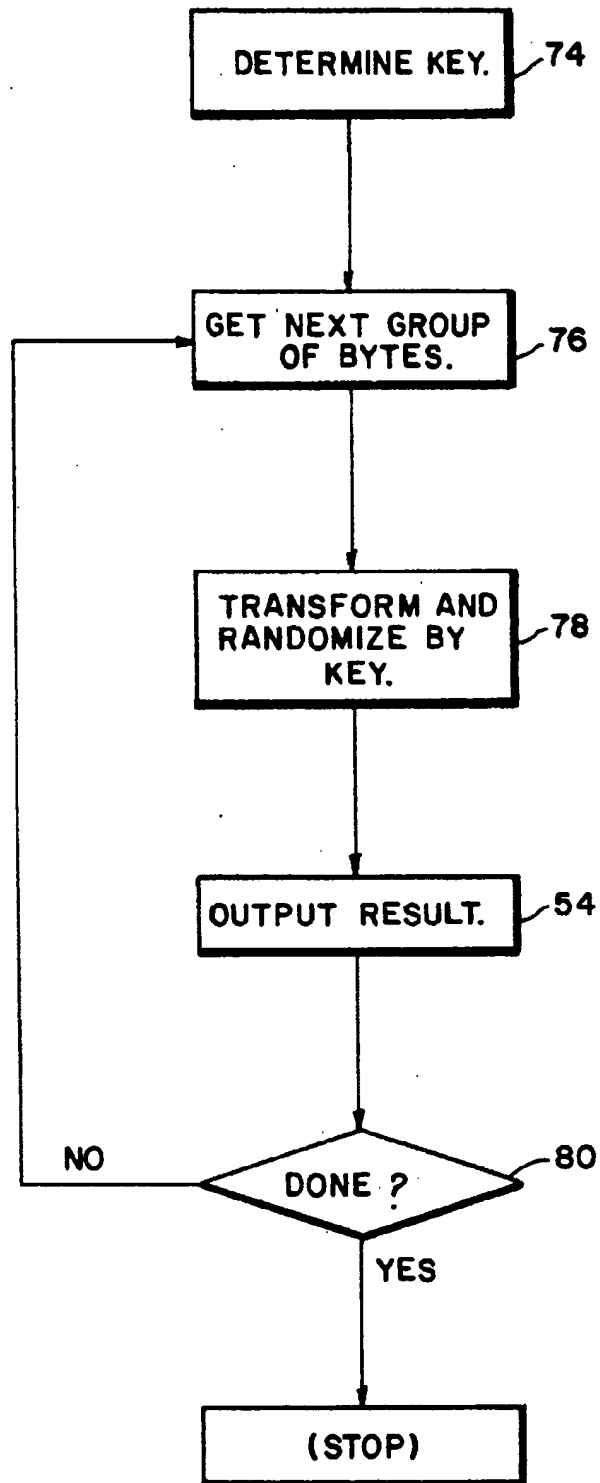 DETERMINE KEY.
74
GET NEXT GROUP
OF BYTES.
76
TRANSFORM AND
RANDOMIZE BY
KEY.
78
OUTPUT RESULT.
54
NO
DONE ?
80
YES
(STOP)